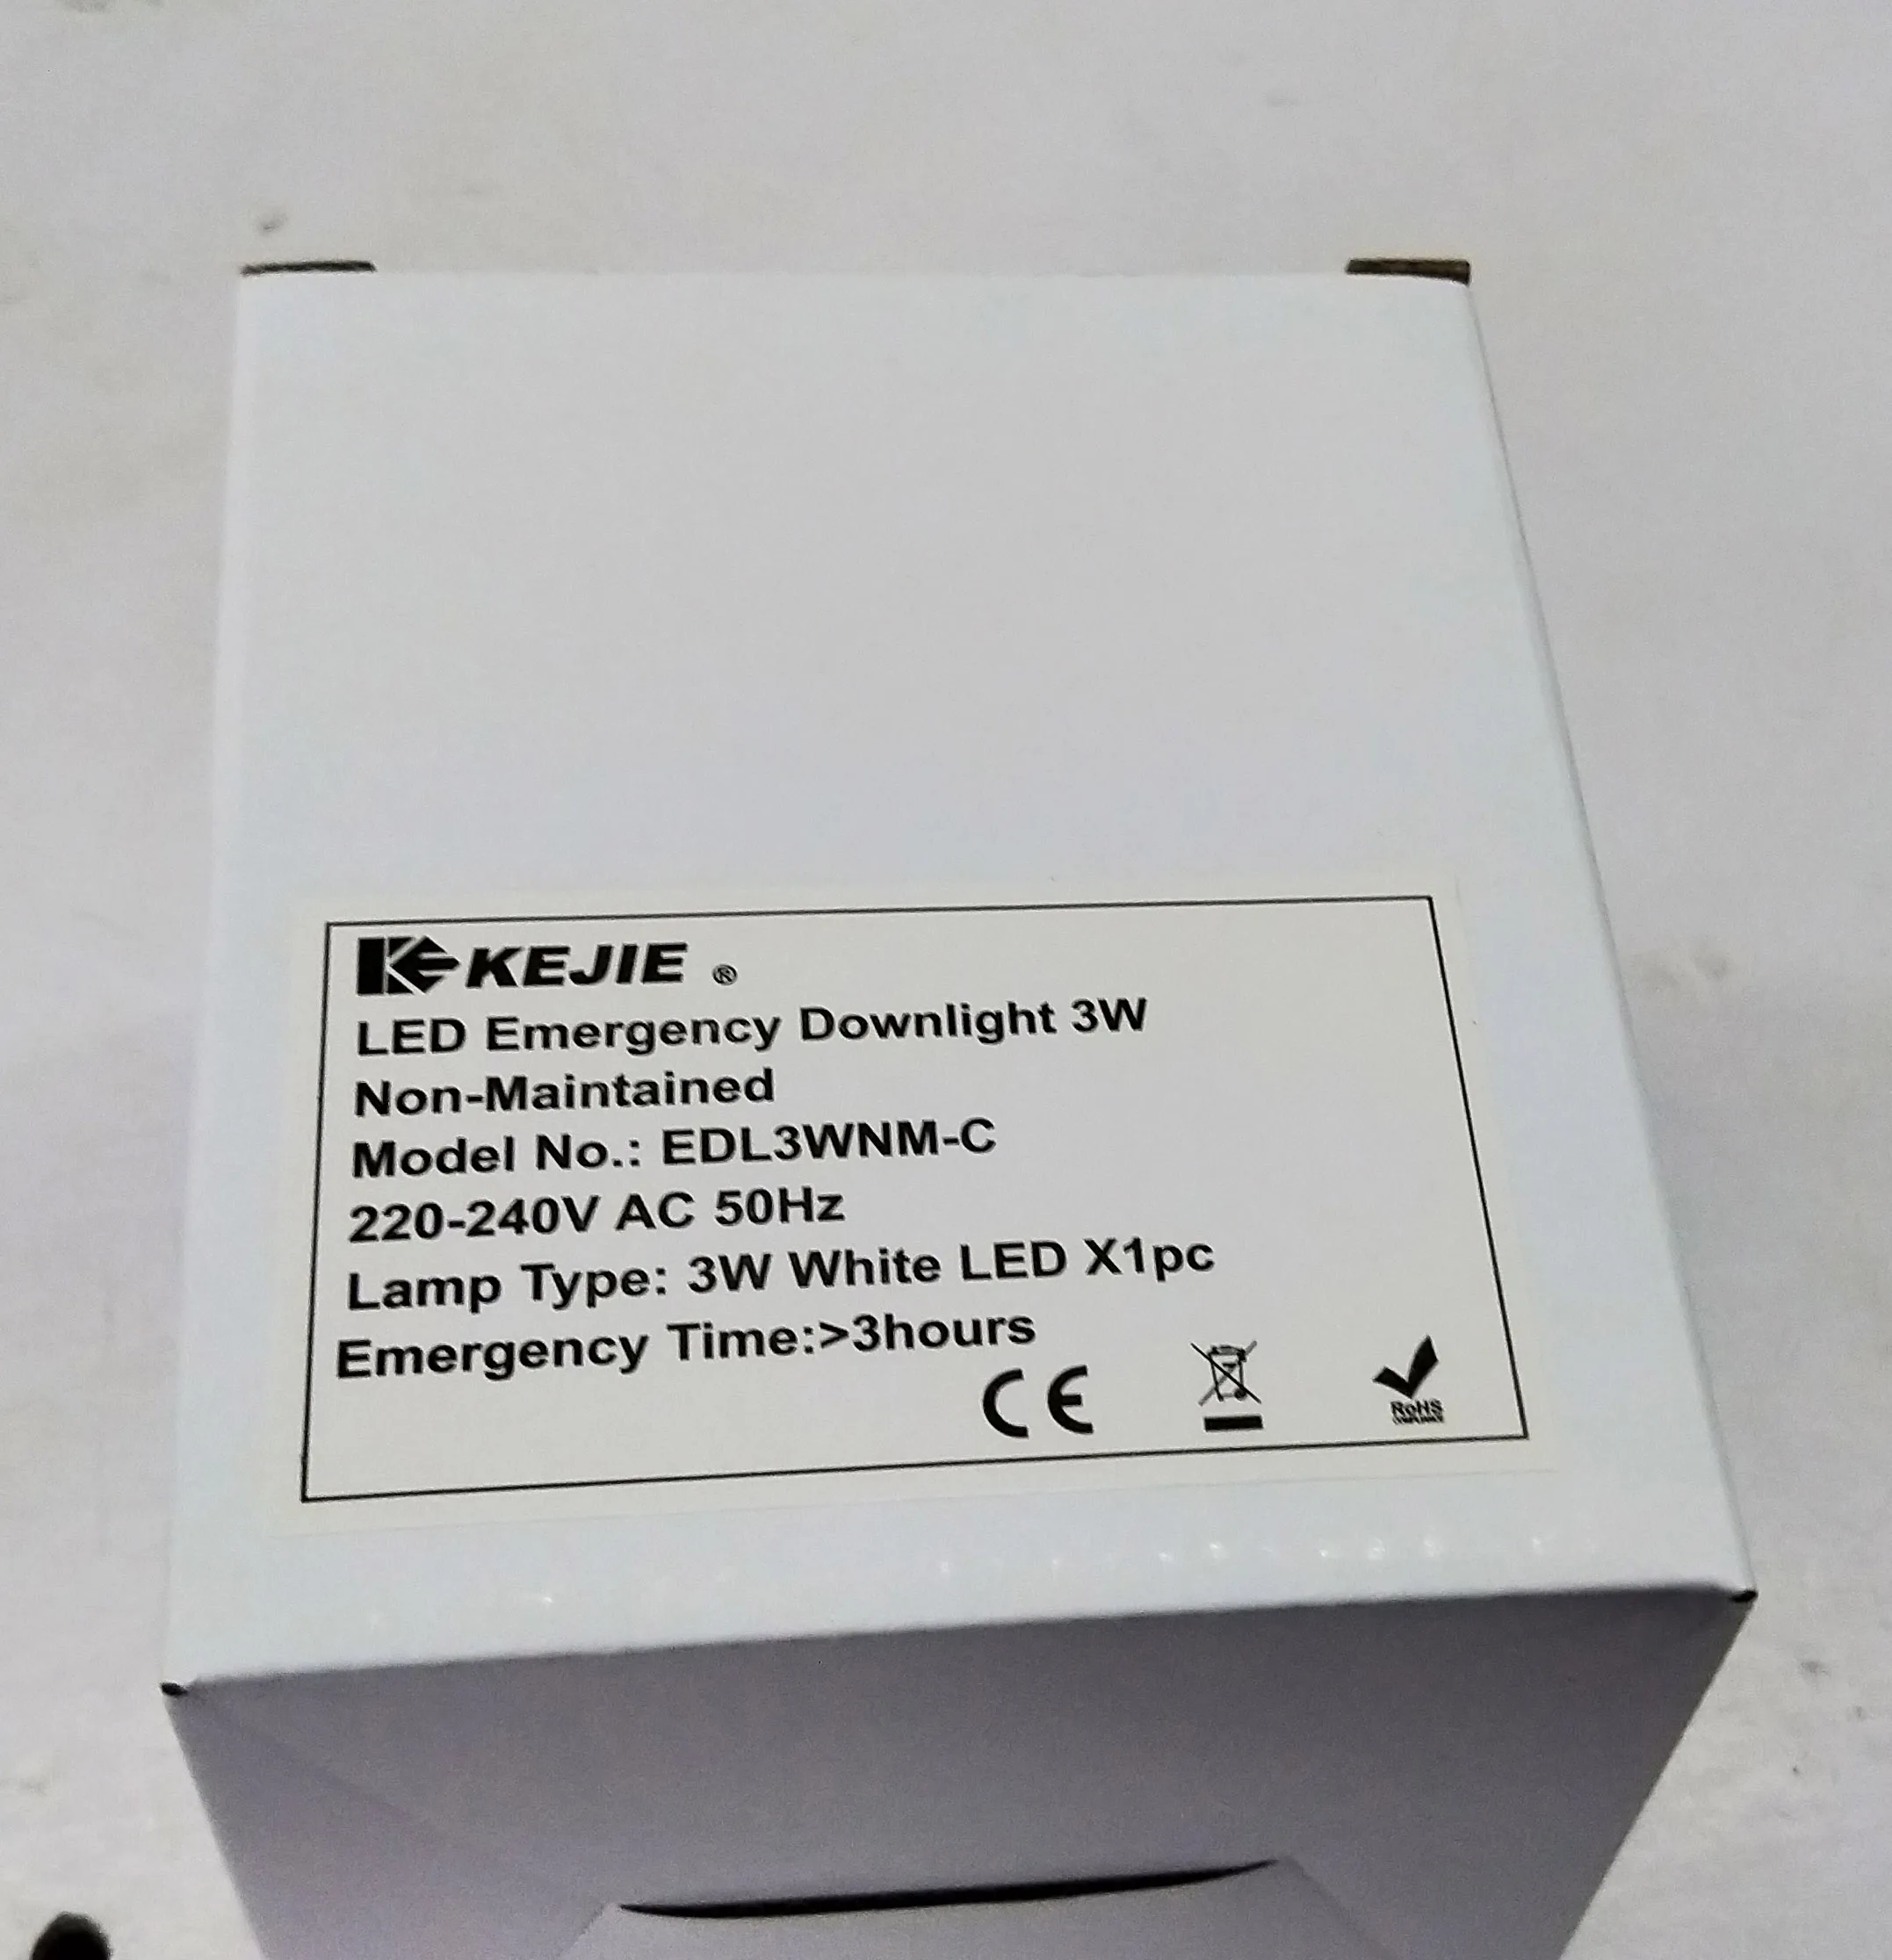 KEJIE ®
LED Emergency Downlight 3W
Non-Maintained
Model No.: EDL3WNM-C
220-240V AC 50Hz
Lamp Type: 3W White LED X1pc
Emergency Time:>3hours
CE
RoHS
COMPLIANCE